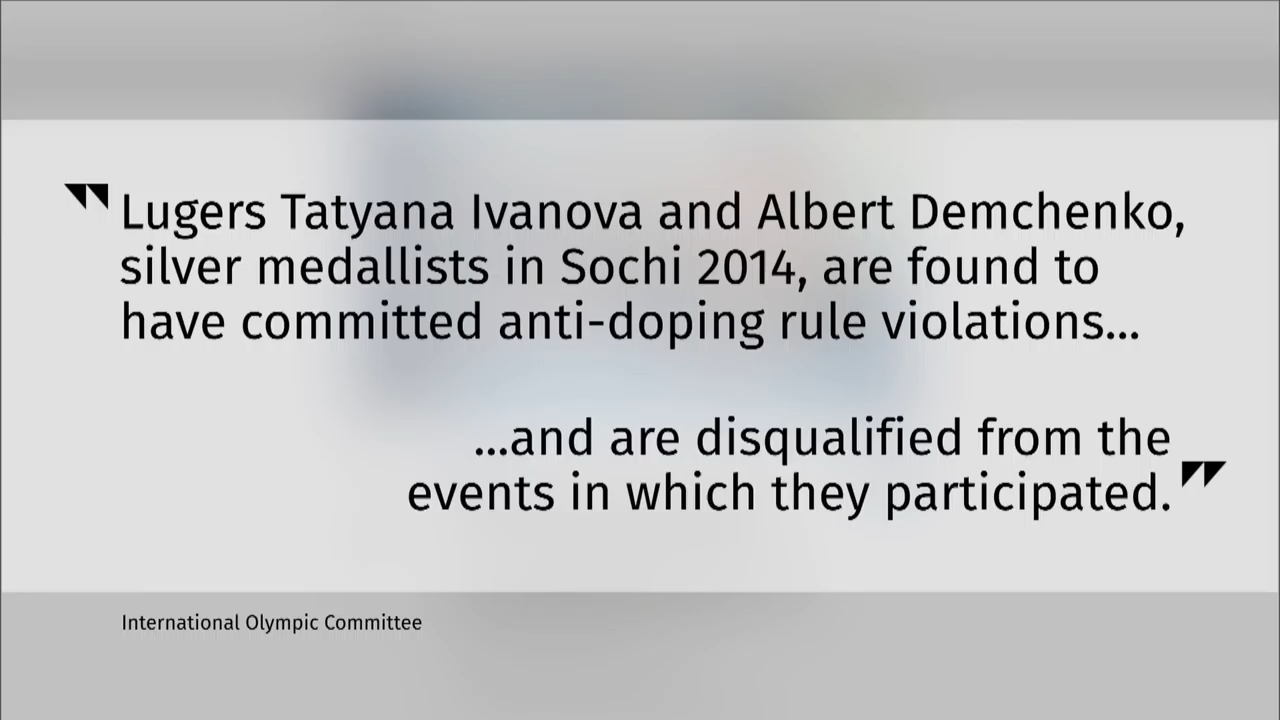 Lugers Tatyana Ivanova and Albert Demchenko,
silver medallists in Sochi 2014, are found to
have committed anti-doping rule violations...
...and are disqualified from the
events in which they participated.
International Olympic Committee